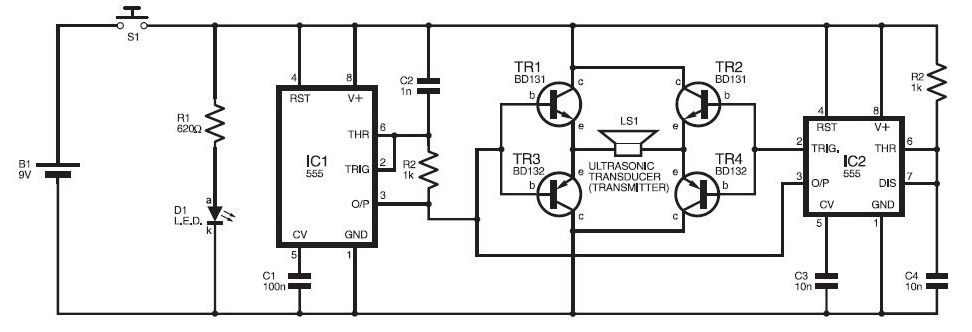 S1
B1
9V
R1
620Ω
D1
L.E.D.
a
k
4
8
RST
V+
IC1
555
THR
6
TRIG
2
O/P
3
CV
GND
5
1
C1
100n
C2
1n
R2
1k
TR1
BD131
b
c
e
TR2
BD131
c
b
e
LS1
ULTRASONIC
TRANSDUCER
(TRANSMITTER)
TR3
BD132
b
e
c
TR4
BD132
e
b
c
4
8
RST
V+
2
TRIG.
THR
6
IC2
555
3
O/P
DIS
7
CV
GND
5
1
R2
1k
C3
10n
C4
10n